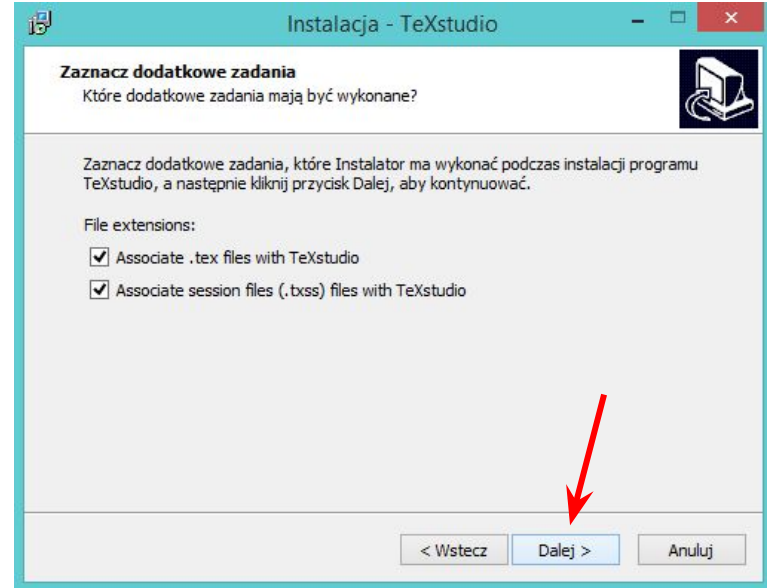 Instalacja - TeXstudio
Zaznacz dodatkowe zadania
Które dodatkowe zadania mają być wykonane?
Zaznacz dodatkowe zadania, które Instalator ma wykonać podczas instalacji programu
TeXstudio, a następnie kliknij przycisk Dalej, aby kontynuować.
File extensions:
Associate .tex files with TeXstudio
Associate session files (.txss) files with TeXstudio
< Wstecz Dalej > Anuluj